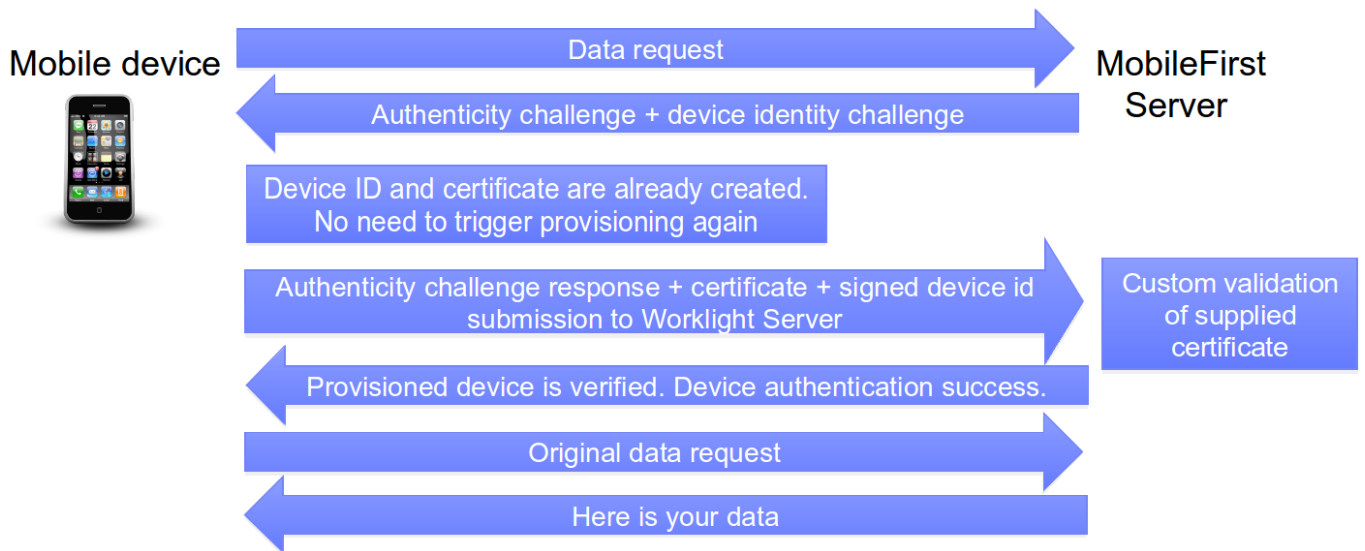 Data request
Mobile device
MobileFirst
Server
Authenticity challenge + device identity challenge
Device ID and certificate are already created.
No need to trigger provisioning again
Authenticity challenge response + certificate + signed device id
submission to Worklight Server
Custom validation
of supplied
certificate
Provisioned device is verified. Device authentication success.
Original data request
Here is your data